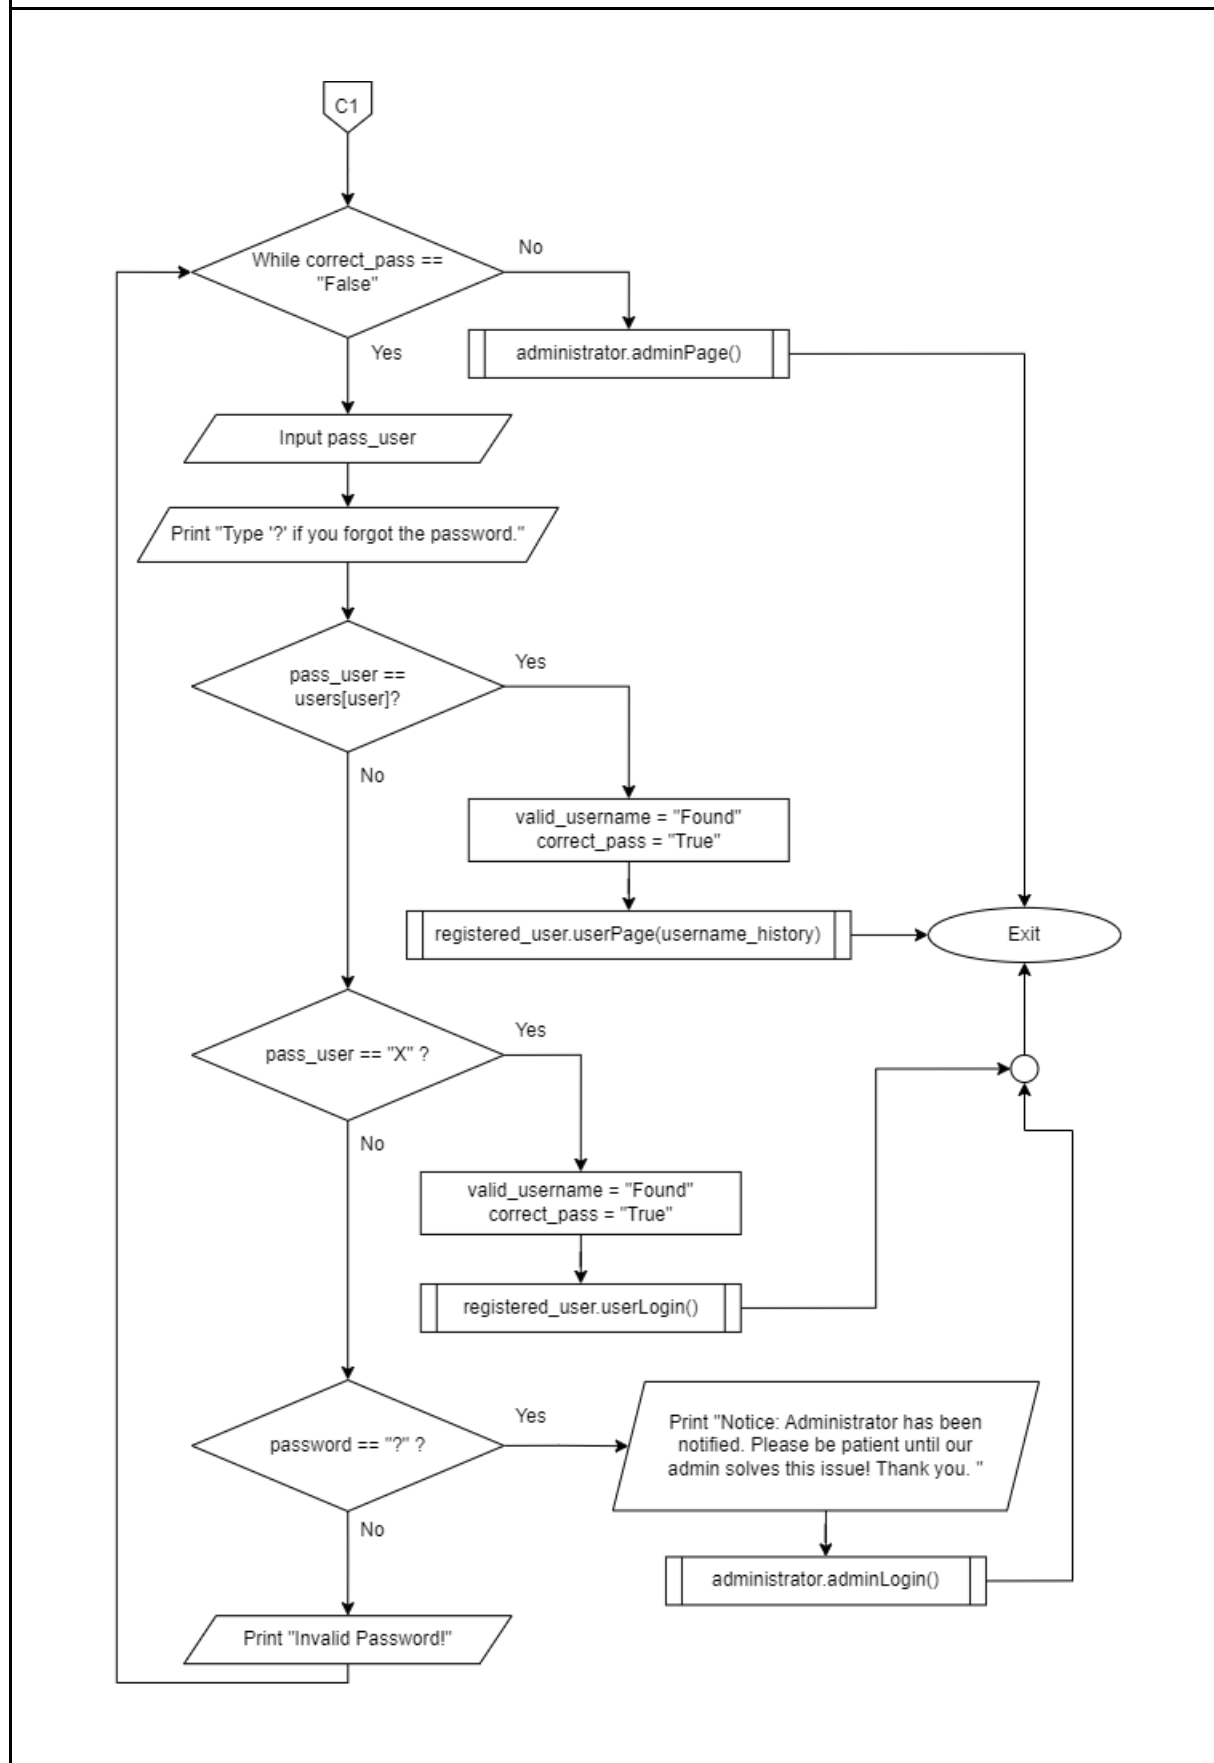 C1
While correct_pass ==
"False"
No
Yes
administrator.adminPage()
Input pass_user
Print "Type '?' if you forgot the password."
pass_user ==
users[user]?
Yes
No
valid_username = "Found"
correct_pass = "True"
registered_user.userPage(username_history)
Exit
pass_user == "X" ?
Yes
No
valid_username = "Found"
correct_pass = "True"
registered_user.userLogin()
password == "?" ?
Yes
No
Print "Notice: Administrator has been
notified. Please be patient until our
admin solves this issue! Thank you. "
administrator.adminLogin()
Print "Invalid Password!"